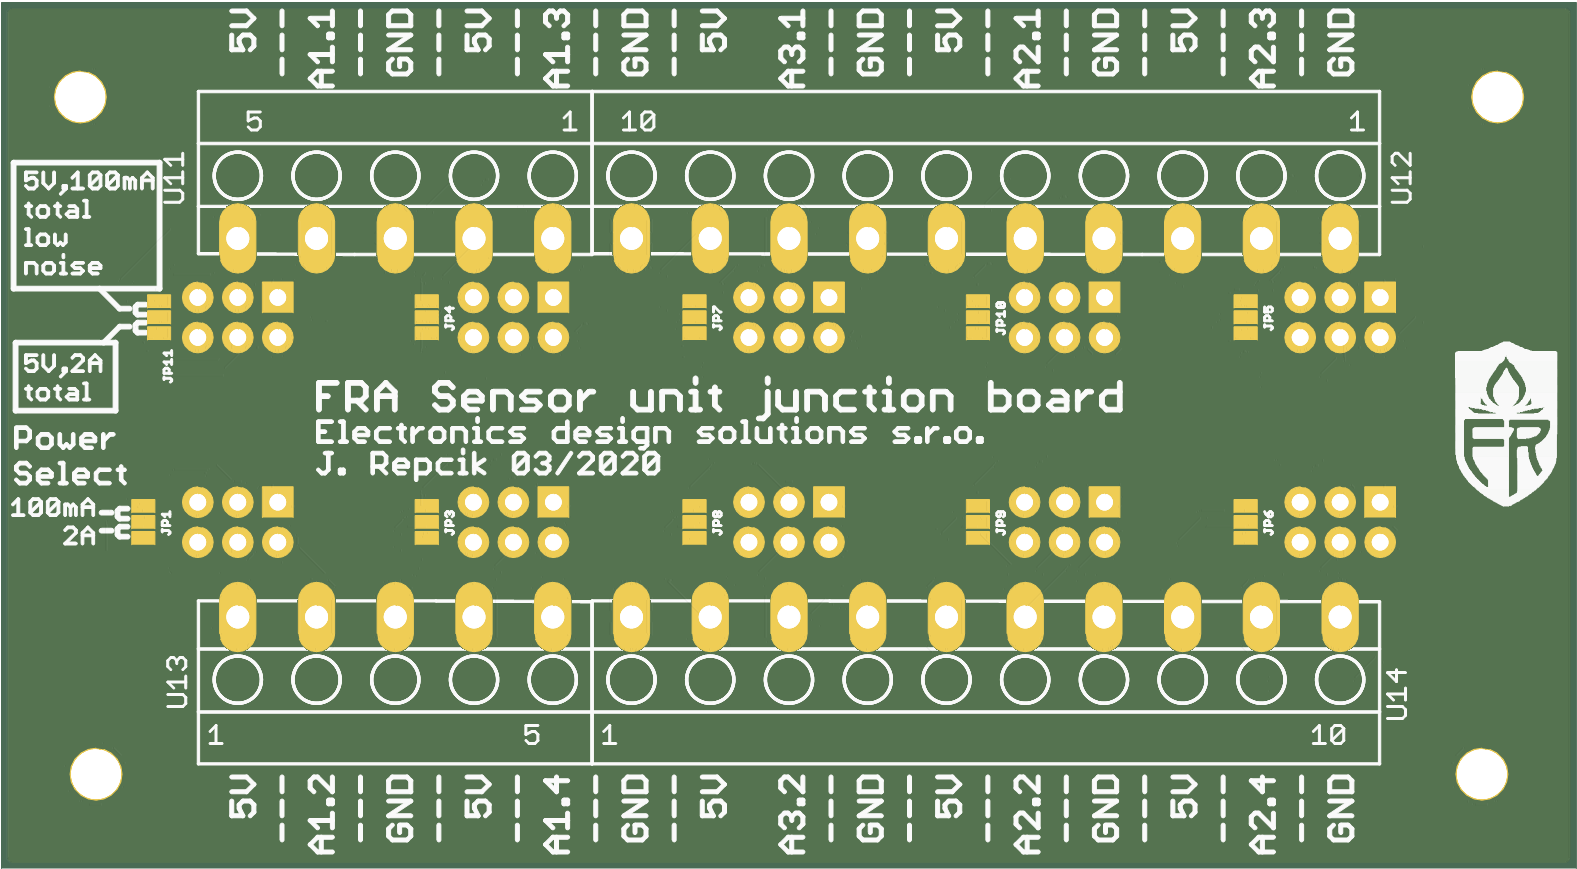 5V A1.1 GND 5V A1.3 GND 5V A3.1 GND 5V A2.1 GND 5V A2.3 GND
5 1 10 1
U11 U12
5V,100mA
total
low
noise
JP11 JP4 JP7 JP10 JP5
5V,2A
total
FRA Sensor unit junction board
Electronics design solutions s.r.o.
J. Repcik 03/2020
FR
Power
Select
100mA
2A
JP1 JP3 JP8 JP9 JP6
U13 U14
1 5 1 10
5V A1.2 GND 5V A1.4 GND 5V A3.2 GND 5V A2.2 GND 5V A2.4 GND